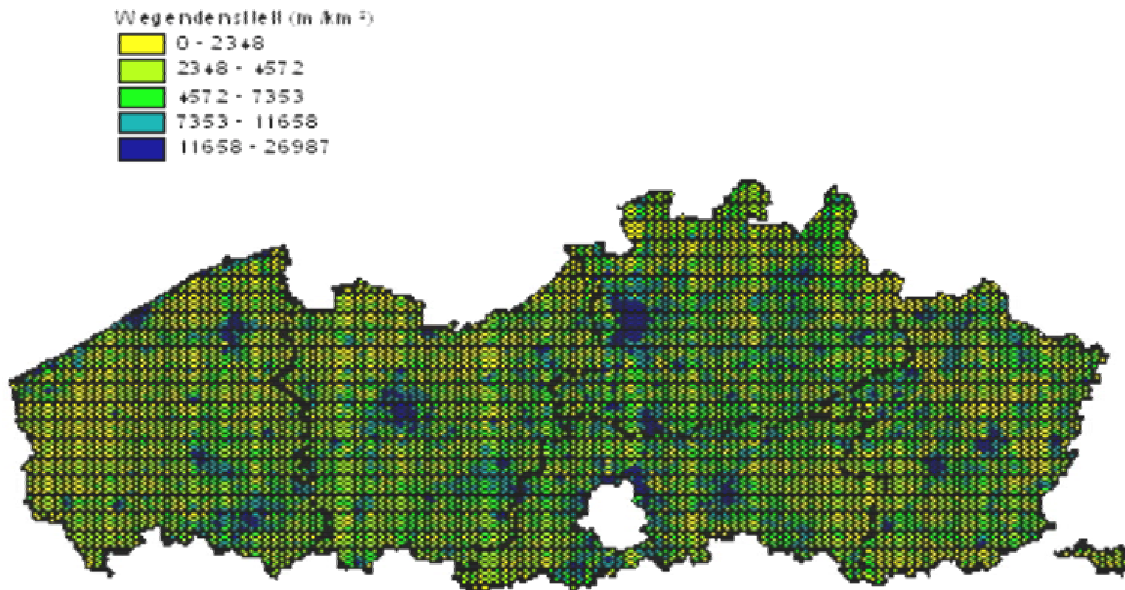 Wegendensiteit (m/km²)
0 - 2348
2348 - 4572
4572 - 7353
7353 - 11658
11658 - 26987